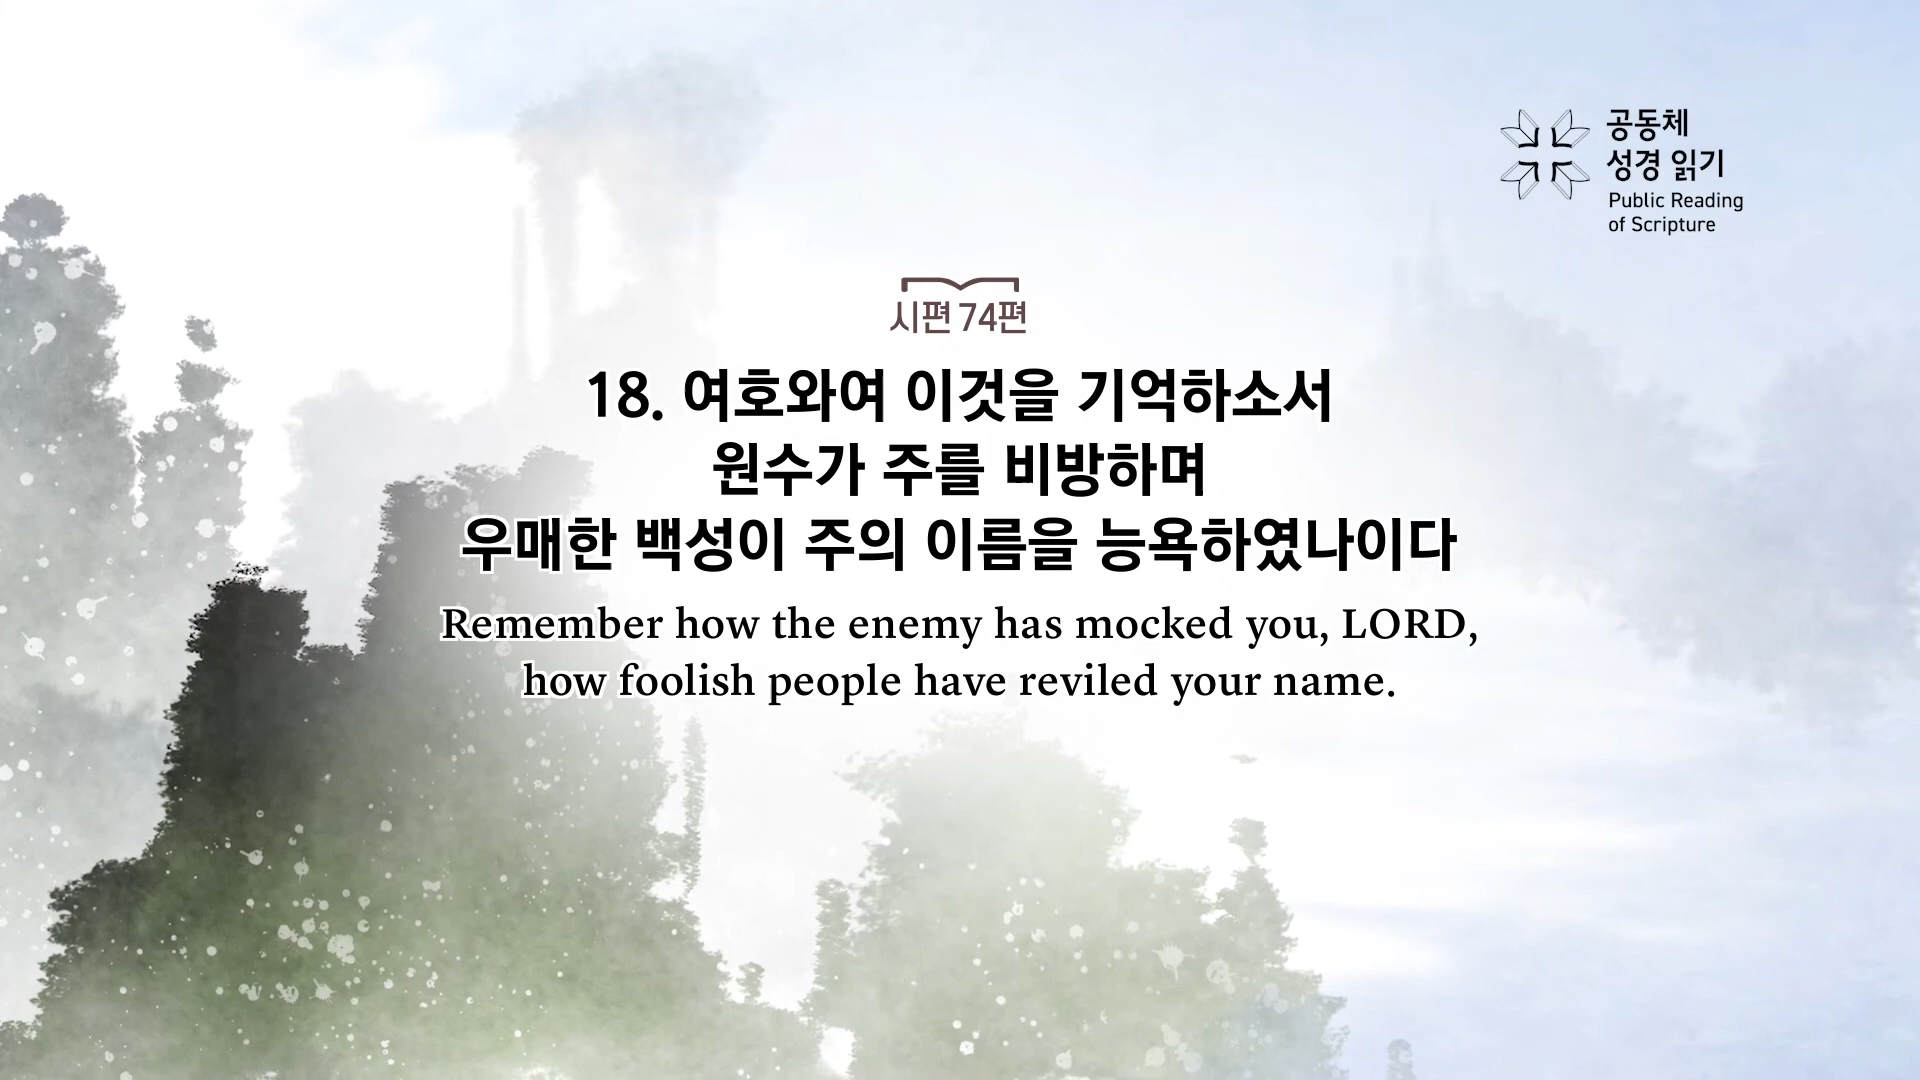 공동체
성경 읽기
Public Reading
of Scripture
시편 74편
18. 여호와여 이것을 기억하소서
원수가 주를 비방하며
우매한 백성이 주의 이름을 능욕하였나이다
Remember how the enemy has mocked you, LORD,
how foolish people have reviled your name.